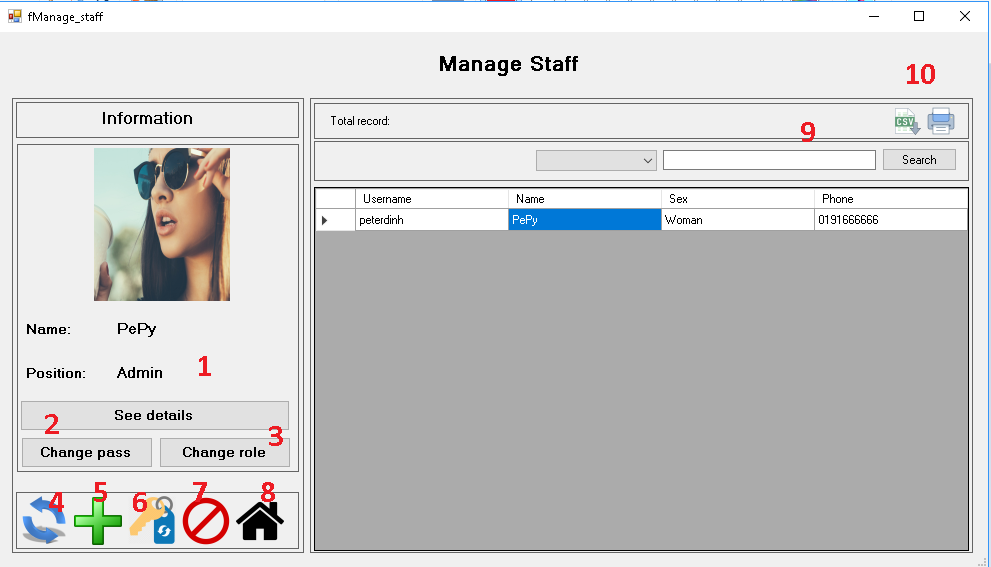 fManage_staff
Manage Staff
10
Information
Total record:
CSV
9
Search
Username Name Sex Phone
peterdinh PePy Woman 0191666666
Name: PePy
Position: Admin
1
See details
2
3
Change pass Change role
4 5 6 7 8